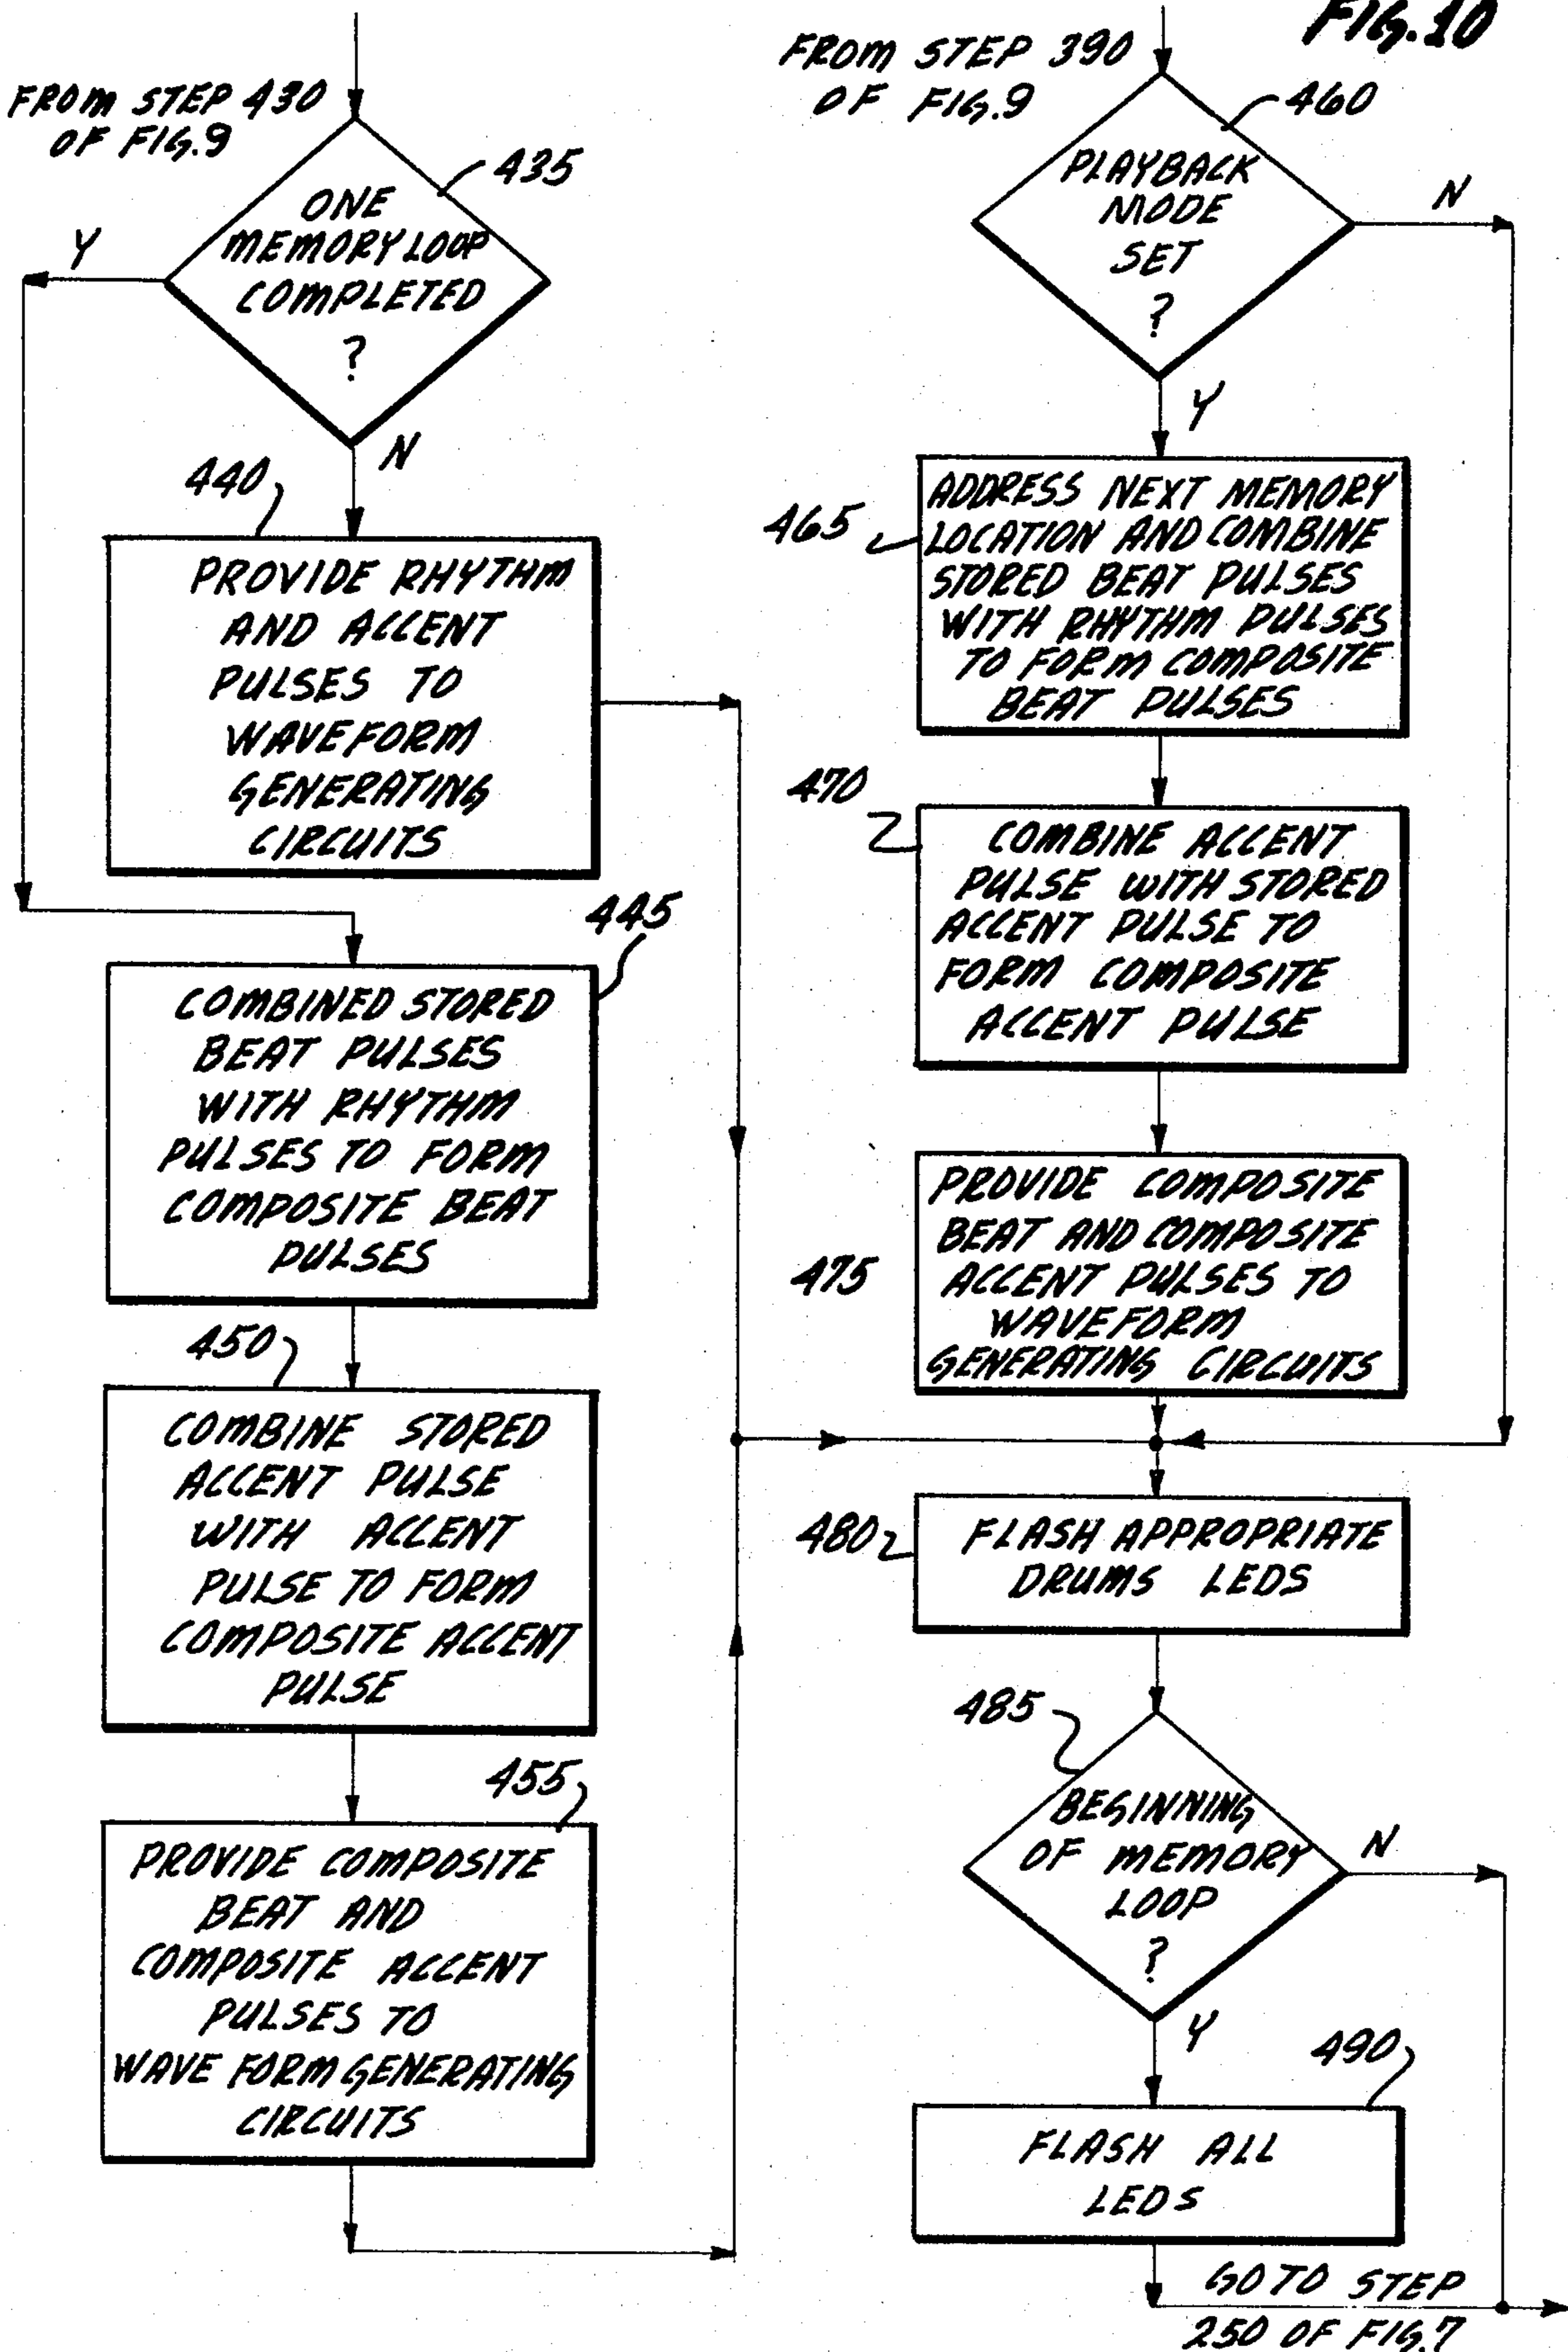 FIG. 10
FROM STEP 430
OF FIG. 9
435
ONE
MEMORY LOOP
COMPLETED
?
Y
N
440
PROVIDE RHYTHM
AND ACCENT
PULSES TO
WAVEFORM
GENERATING
CIRCUITS
445
COMBINED STORED
BEAT PULSES
WITH RHYTHM
PULSES TO FORM
COMPOSITE BEAT
PULSES
450
COMBINE STORED
ACCENT PULSE
WITH ACCENT
PULSE TO FORM
COMPOSITE ACCENT
PULSE
455
PROVIDE COMPOSITE
BEAT AND
COMPOSITE ACCENT
PULSES TO
WAVE FORM GENERATING
CIRCUITS
FROM STEP 390
OF FIG. 9
460
PLAYBACK
MODE
SET
?
N
Y
465
ADDRESS NEXT MEMORY
LOCATION AND COMBINE
STORED BEAT PULSES
WITH RHYTHM PULSES
TO FORM COMPOSITE
BEAT PULSES
470
COMBINE ACCENT
PULSE WITH STORED
ACCENT PULSE TO
FORM COMPOSITE
ACCENT PULSE
475
PROVIDE COMPOSITE
BEAT AND COMPOSITE
ACCENT PULSES TO
WAVEFORM
GENERATING CIRCUITS
480
FLASH APPROPRIATE
DRUMS LEDS
485
BEGINNING
OF MEMORY
LOOP
?
N
Y
490
FLASH ALL
LEDS
GO TO STEP
250 OF FIG. 7